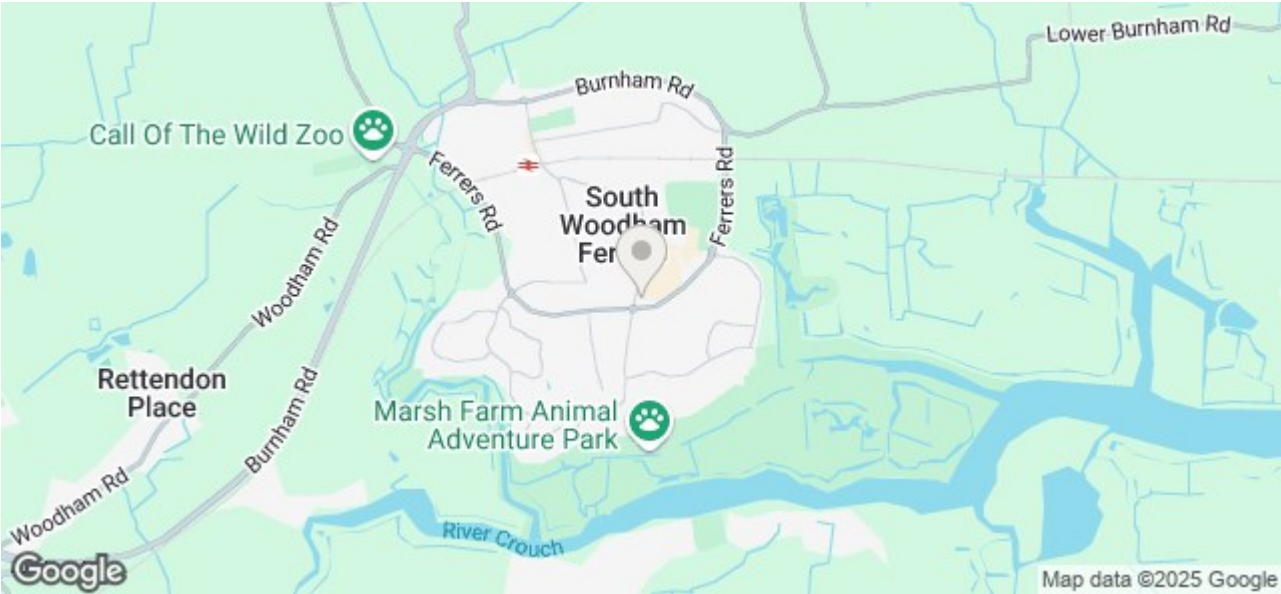 Lower Burnham Rd
Burnham Rd
Call Of The Wild Zoo
Ferrers Rd
Ferrers Rd
South
Woodham
Fer
Woodham Rd
Rettendon
Place
Burnham Rd
Marsh Farm Animal
Adventure Park
Woodham Rd
River Crouch
Google
Map data ©2025 Google